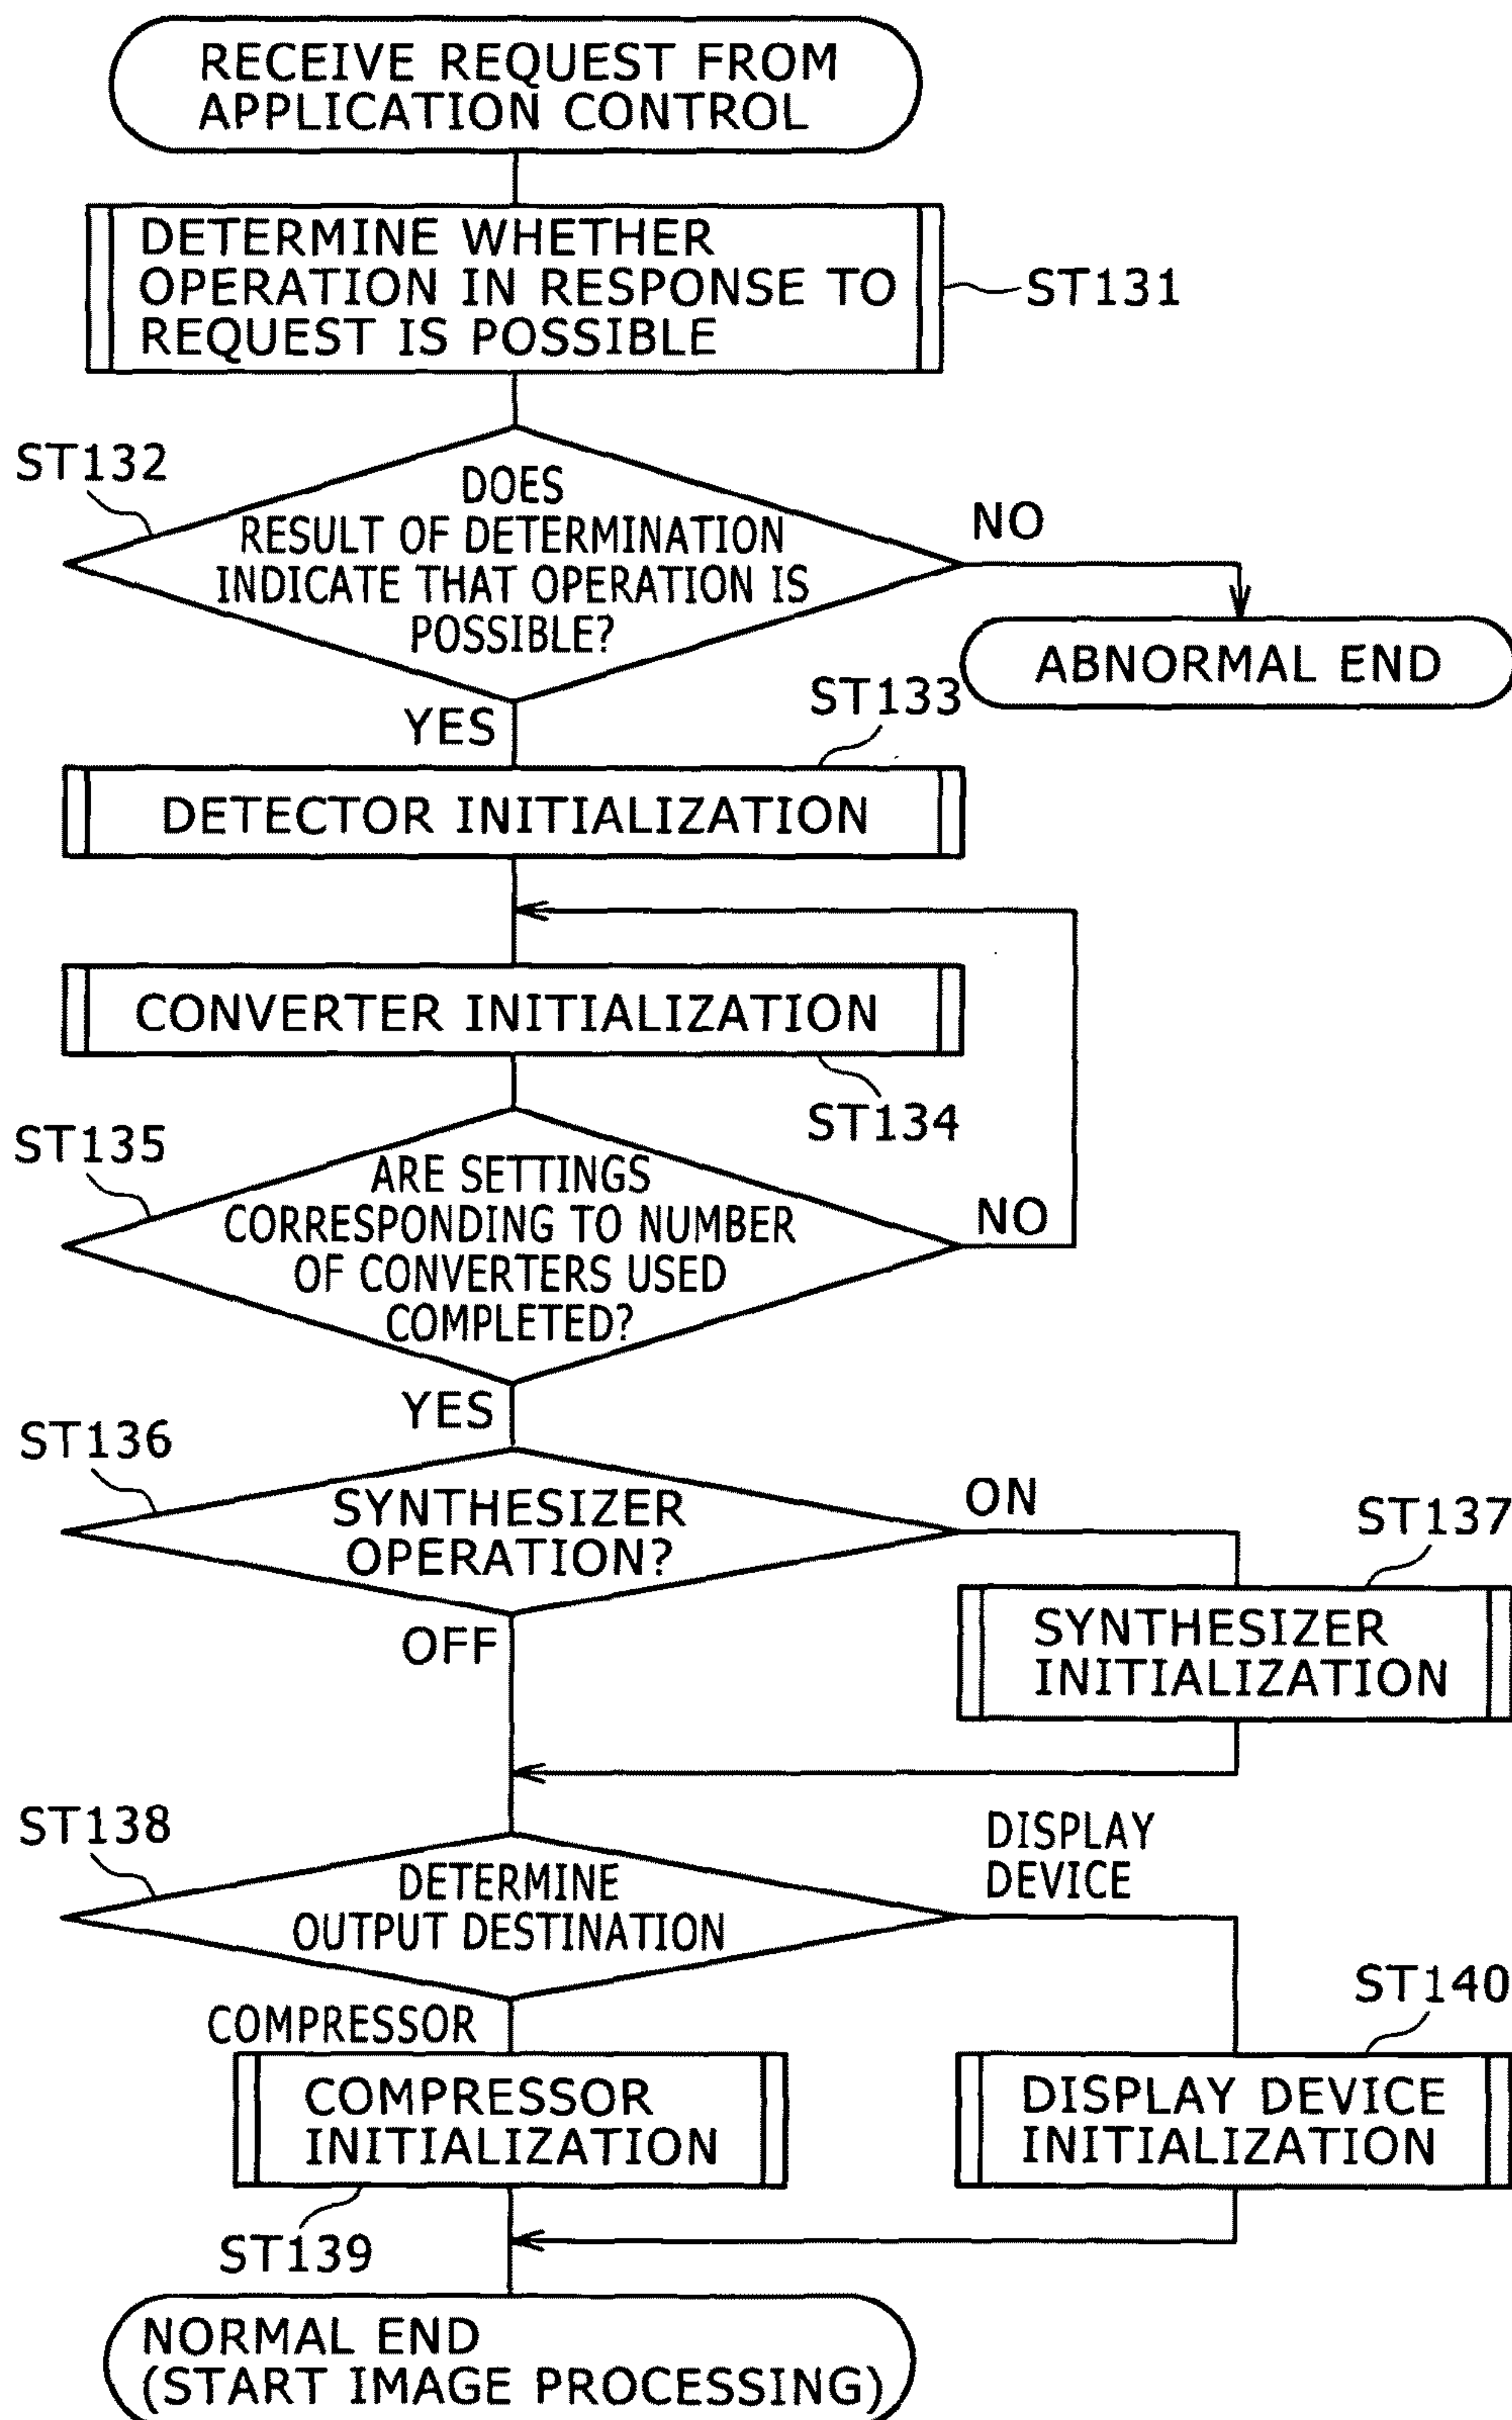 RECEIVE REQUEST FROM
APPLICATION CONTROL
DETERMINE WHETHER
OPERATION IN RESPONSE TO
REQUEST IS POSSIBLE
ST131
ST132
DOES
RESULT OF DETERMINATION
INDICATE THAT OPERATION IS
POSSIBLE?
NO
ABNORMAL END
YES
ST133
DETECTOR INITIALIZATION
CONVERTER INITIALIZATION
ST134
ST135
ARE SETTINGS
CORRESPONDING TO NUMBER
OF CONVERTERS USED
COMPLETED?
NO
YES
ST136
SYNTHESIZER
OPERATION?
ON
ST137
SYNTHESIZER
INITIALIZATION
OFF
ST138
DETERMINE
OUTPUT DESTINATION
DISPLAY
DEVICE
ST140
COMPRESSOR
COMPRESSOR
INITIALIZATION
DISPLAY DEVICE
INITIALIZATION
ST139
NORMAL END
(START IMAGE PROCESSING)